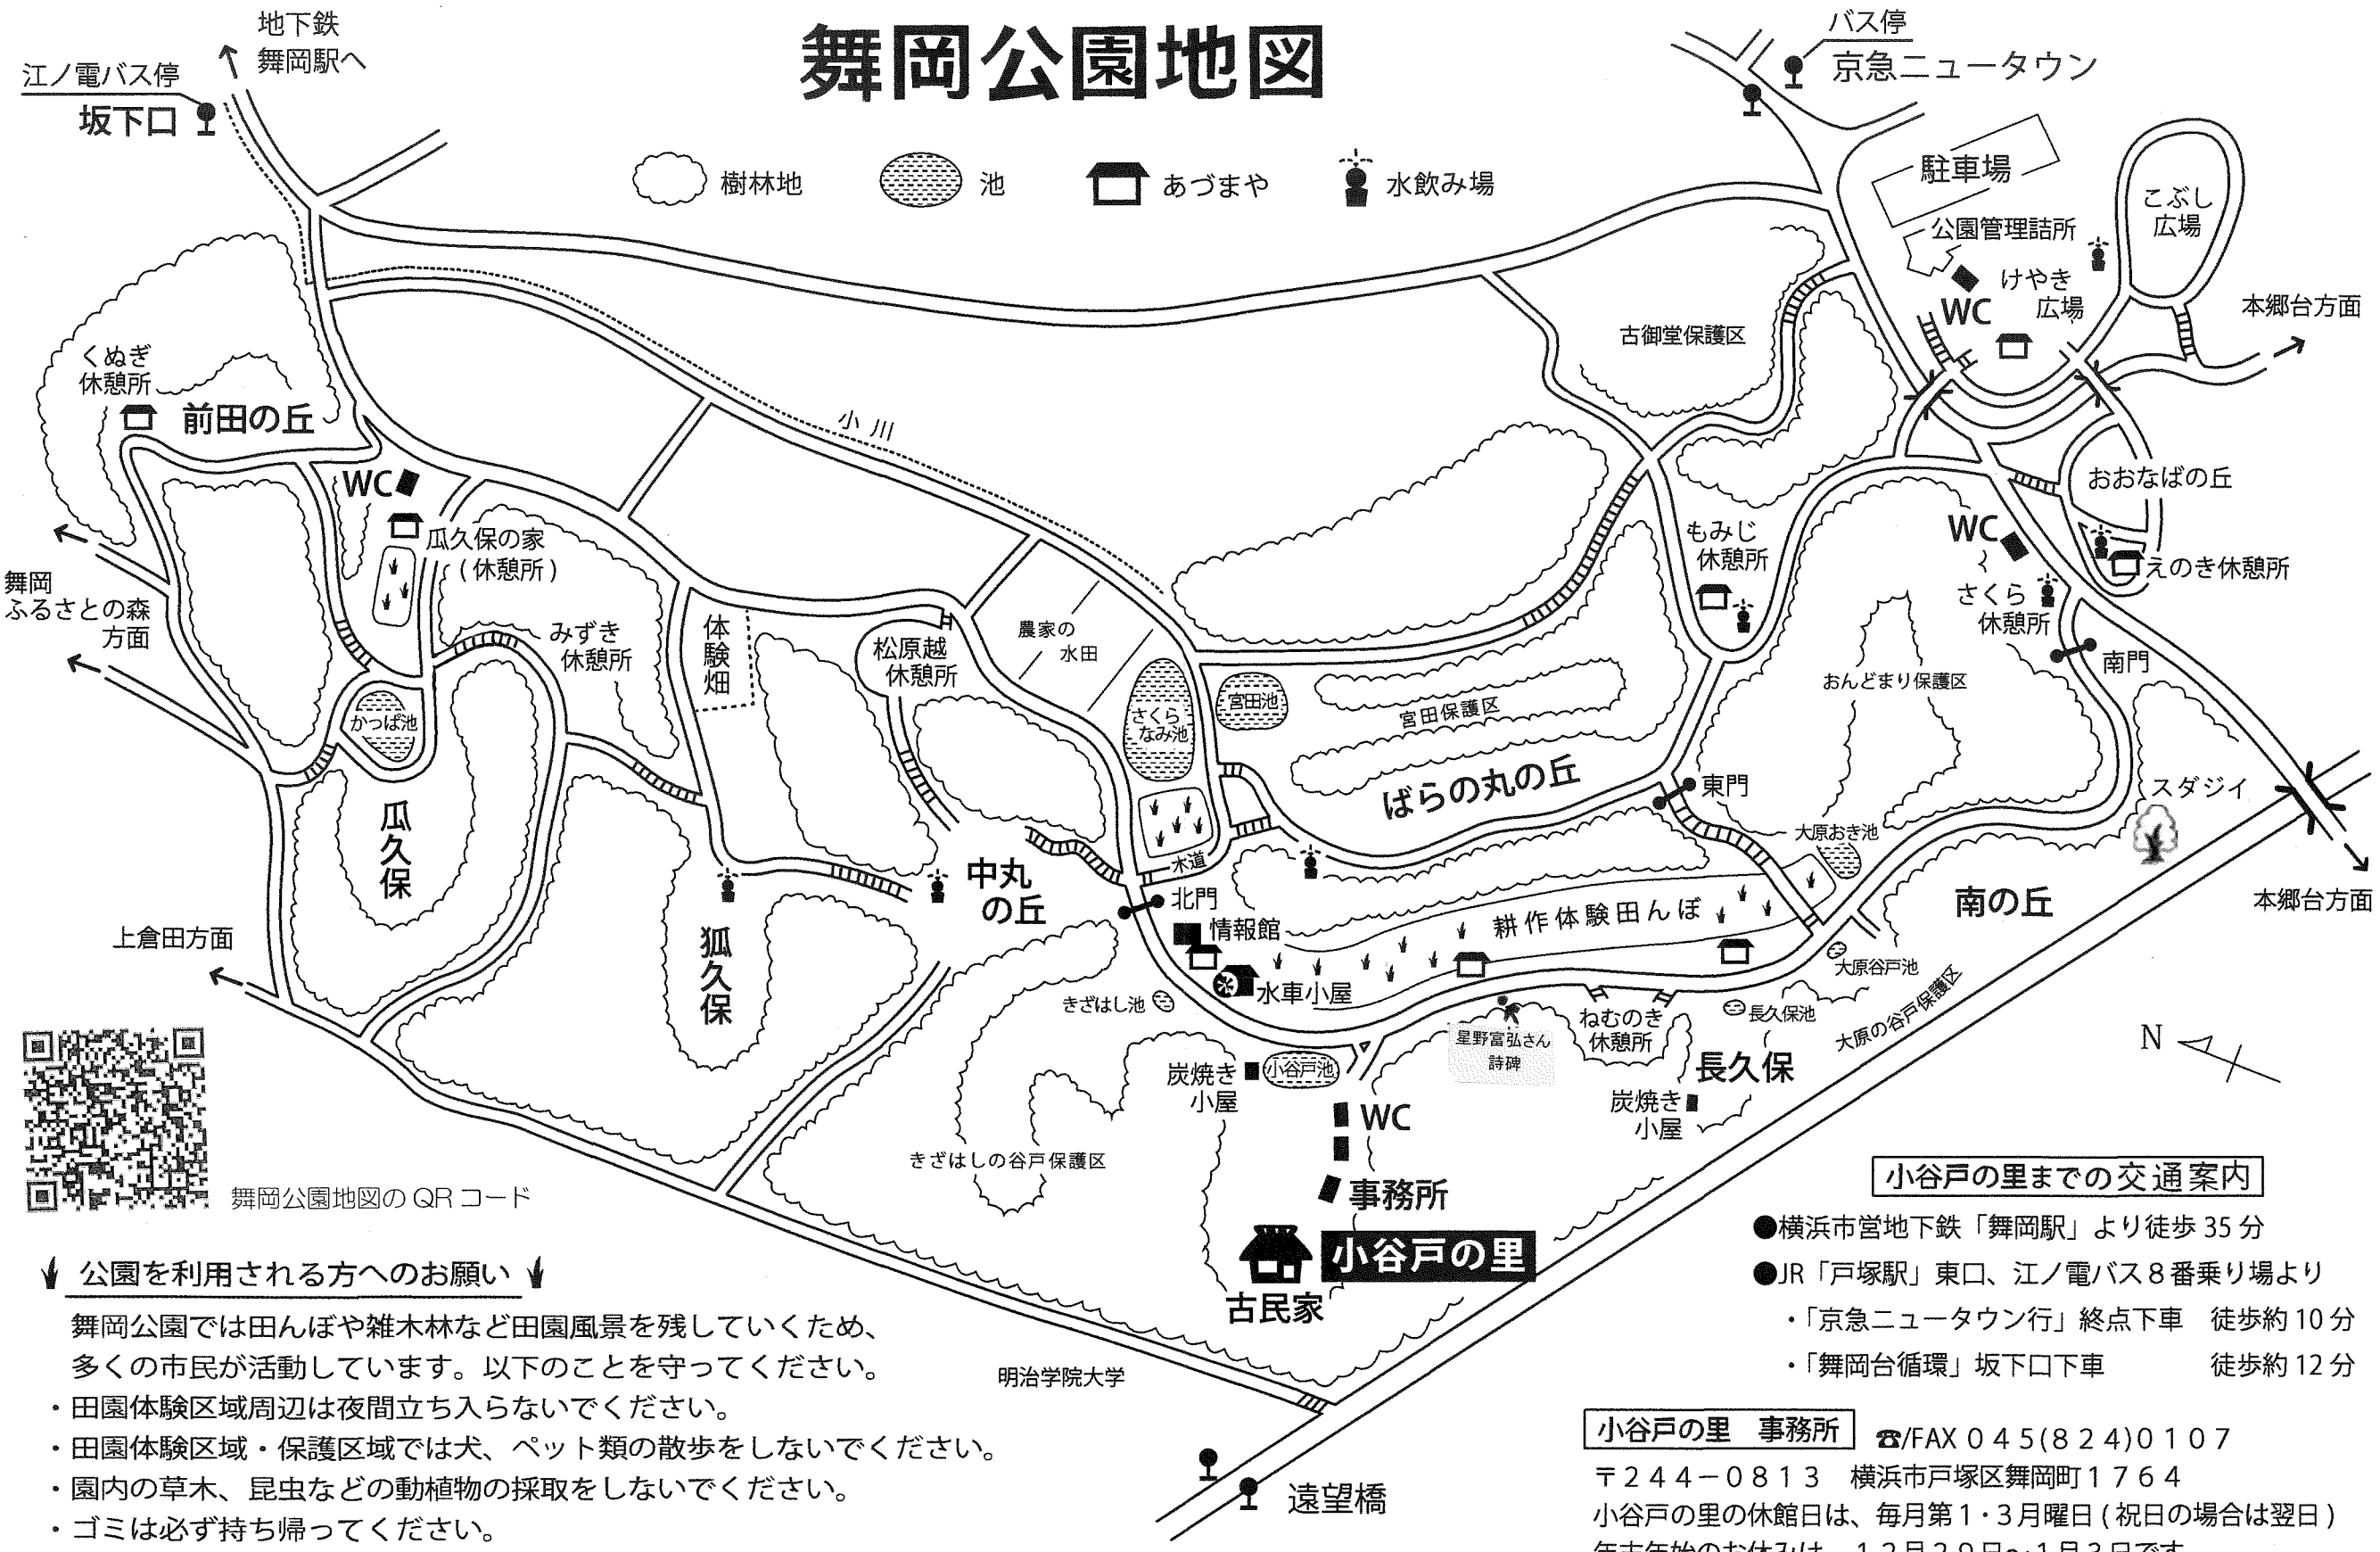 舞岡公園地図
地下鉄
舞岡駅へ
江ノ電バス停
坂下口
バス停
京急ニュータウン
樹林地
池
あづまや
水飲み場
駐車場
こぶし
広場
公園管理詰所
けやき
広場
WC
本郷台方面
古御堂保護区
くぬぎ
休憩所
前田の丘
小川
WC
瓜久保の家
(休憩所)
おおなばの丘
えのき休憩所
WC
さくら
休憩所
南門
もみじ
休憩所
舞岡
ふるさとの森
方面
みずき
休憩所
体験畑
松原越
休憩所
農家の
水田
さくら
なみ池
宮田池
宮田保護区
おんどまり保護区
かっぱ池
ばらの丸の丘
東門
スダジイ
瓜久保
大原おき池
木道
中丸
の丘
北門
情報館
耕作体験田んぼ
南の丘
本郷台方面
上倉田方面
狐久保
水車小屋
きざはし池
大原谷戸池
長久保池
大原の谷戸保護区
星野富弘さん
詩碑
ねむのき
休憩所
長久保
炭焼き
小屋
小谷戸池
炭焼き
小屋
N
WC
きざはしの谷戸保護区
事務所
小谷戸の里
古民家
舞岡公園地図のQRコード
明治学院大学
遠望橋
公園を利用される方へのお願い
舞岡公園では田んぼや雑木林など田園風景を残していくため、
多くの市民が活動しています。以下のことを守ってください。
・田園体験区域周辺は夜間立ち入らないでください。
・田園体験区域・保護区域では犬、ペット類の散歩をしないでください。
・園内の草木、昆虫などの動植物の採取をしないでください。
・ゴミは必ず持ち帰ってください。
小谷戸の里までの交通案内
●横浜市営地下鉄「舞岡駅」より徒歩35分
●JR「戸塚駅」東口、江ノ電バス8番乗り場より
・「京急ニュータウン行」終点下車　徒歩約10分
・「舞岡台循環」坂下口下車　徒歩約12分
小谷戸の里　事務所　☎/FAX 045(824)0107
〒244－0813　横浜市戸塚区舞岡町1764
小谷戸の里の休館日は、毎月第1・3月曜日(祝日の場合は翌日)
年末年始のお休みは、12月29日～1月3日です